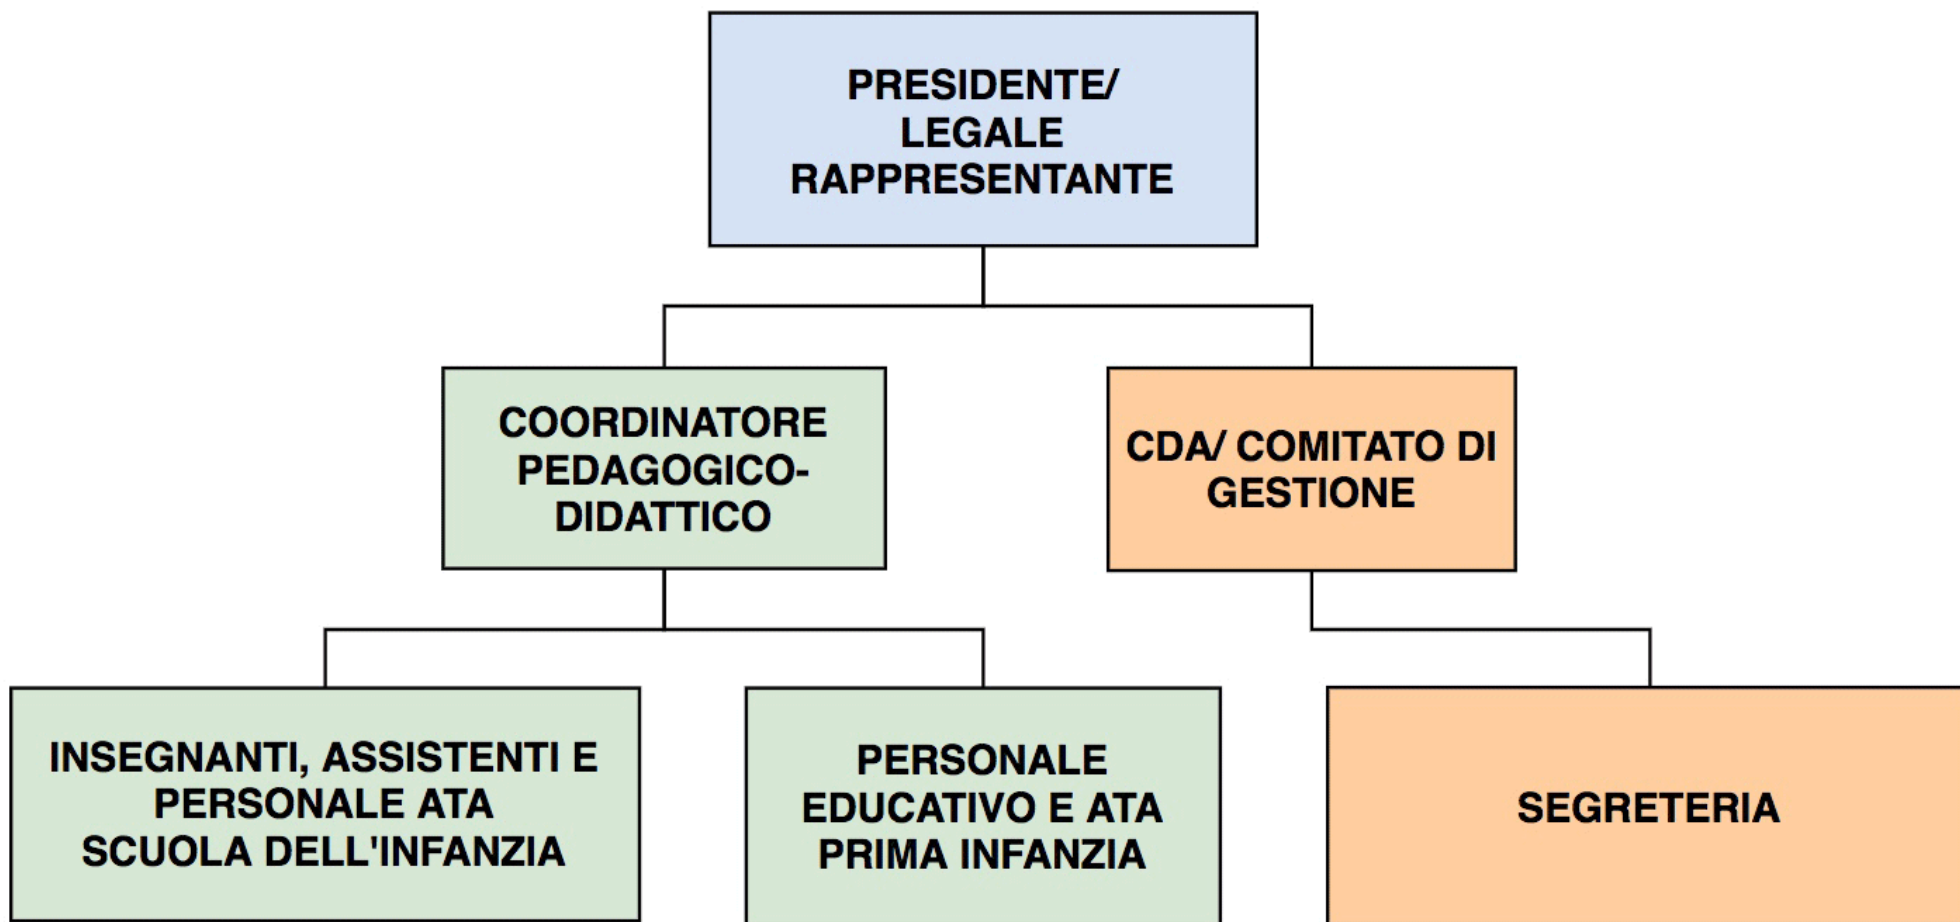 PRESIDENTE/
LEGALE
RAPPRESENTANTE
COORDINATORE
PEDAGOGICO-
DIDATTICO
CDA/ COMITATO DI
GESTIONE
INSEGNANTI, ASSISTENTI E
PERSONALE ATA
SCUOLA DELL'INFANZIA
PERSONALE
EDUCATIVO E ATA
PRIMA INFANZIA
SEGRETERIA